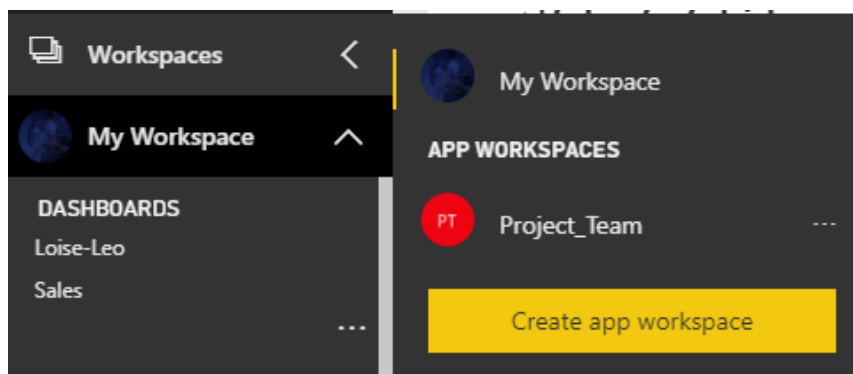 Workspaces
My Workspace
DASHBOARDS
Loise-Leo
Sales
...
My Workspace
APP WORKSPACES
PT
Project_Team
...
Create app workspace